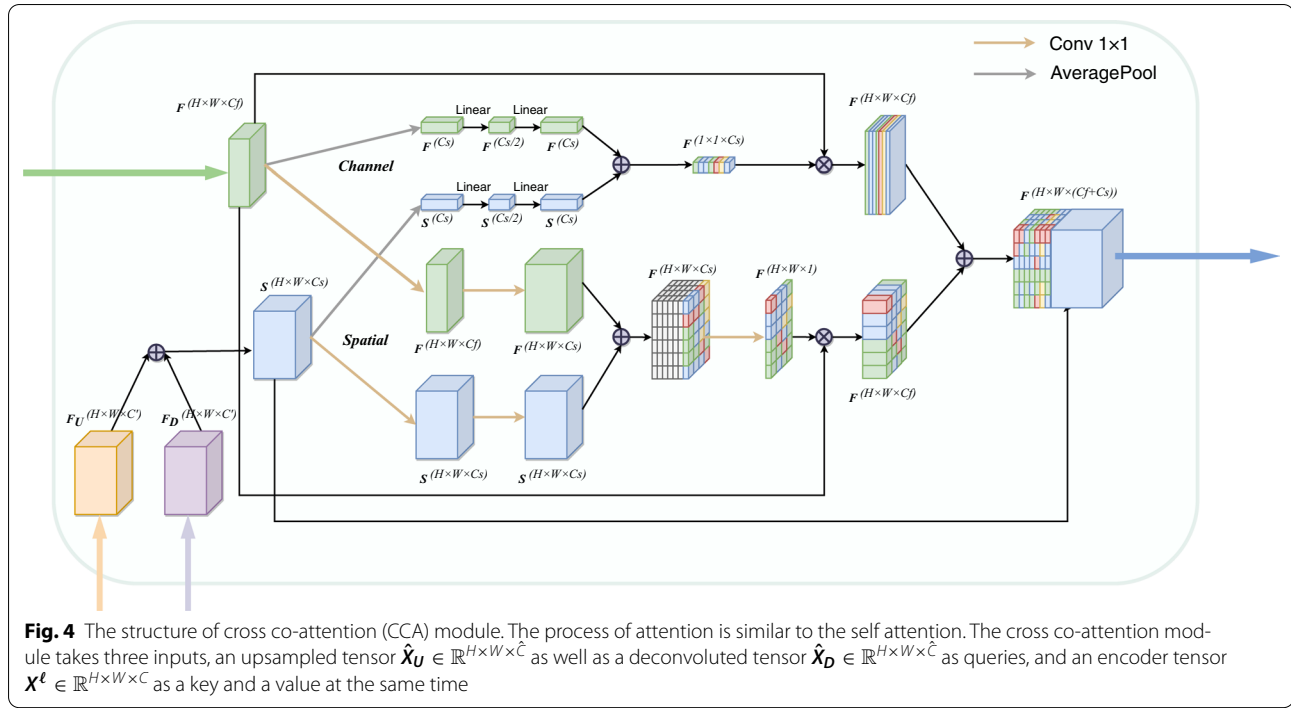 Conv 1×1
AveragePool
F(H×W×Cf)
Linear Linear
F(Cs) F(Cs/2) F(Cs)
Channel
F(1×1×Cs)
F(H×W×Cf)
Linear Linear
S(Cs) S(Cs/2) S(Cs)
F(H×W×(Cf+Cs))
S(H×W×Cs)
F(H×W×Cs) F(H×W×1)
Spatial
F(H×W×Cf) F(H×W×Cs)
F(H×W×Cf)
FU(H×W×C') FD(H×W×C')
S(H×W×Cs) S(H×W×Cs)
Fig. 4 The structure of cross co-attention (CCA) module. The process of attention is similar to the self attention. The cross co-attention mod-
ule takes three inputs, an upsampled tensor X̂U ∈ ℝH×W×Ĉ as well as a deconvoluted tensor X̂D ∈ ℝH×W×Ĉ as queries, and an encoder tensor
Xℓ ∈ ℝH×W×C as a key and a value at the same time